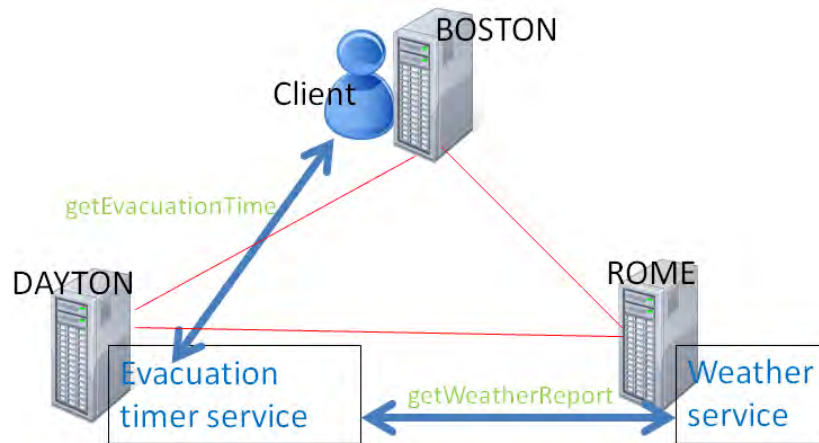 BOSTON
Client
getEvacuationTime
DAYTON
ROME
Evacuation
timer service
getWeatherReport
Weather
service